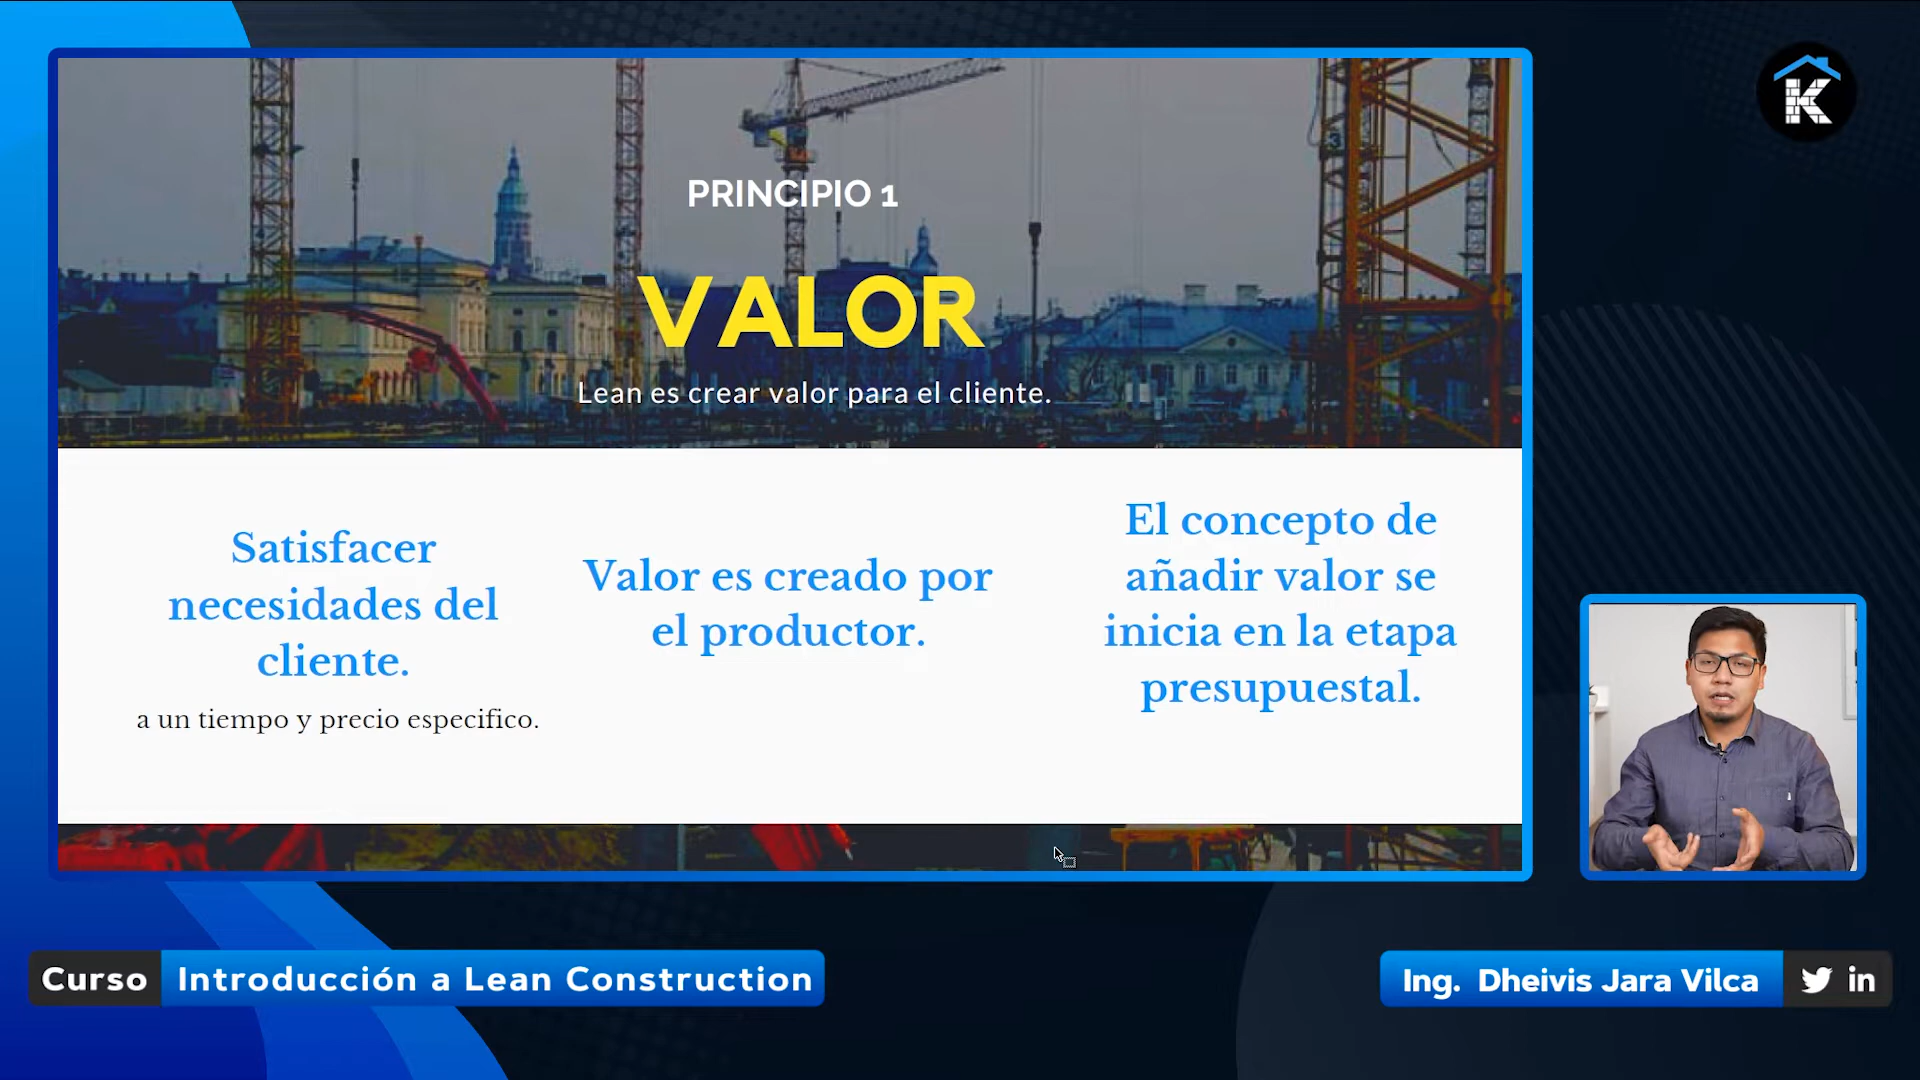 PRINCIPIO 1
VALOR
Lean es crear valor para el cliente.
Satisfacer
necesidades del
cliente.
a un tiempo y precio especifico.
Valor es creado por
el productor.
El concepto de
añadir valor se
inicia en la etapa
presupuestal.
K
Curso Introducción a Lean Construction
Ing. Dheivis Jara Vilca in